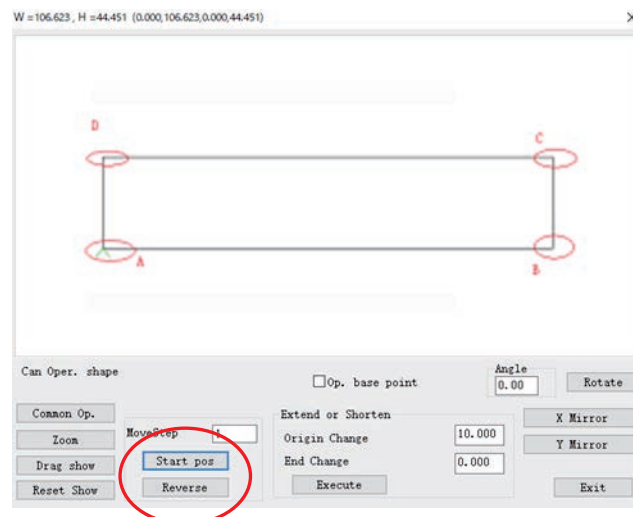 W =106.623 , H =44.451 (0.000,106.623,0.000,44.451)
D
C
A
B
Can Oper. shape
Op. base point
Angle
0.00
Rotate
Common Op.
Zoom
Drag show
Reset Show
MoveStep
1
Start pos
Reverse
Extend or Shorten
Origin Change
10.000
End Change
0.000
Execute
X Mirror
Y Mirror
Exit